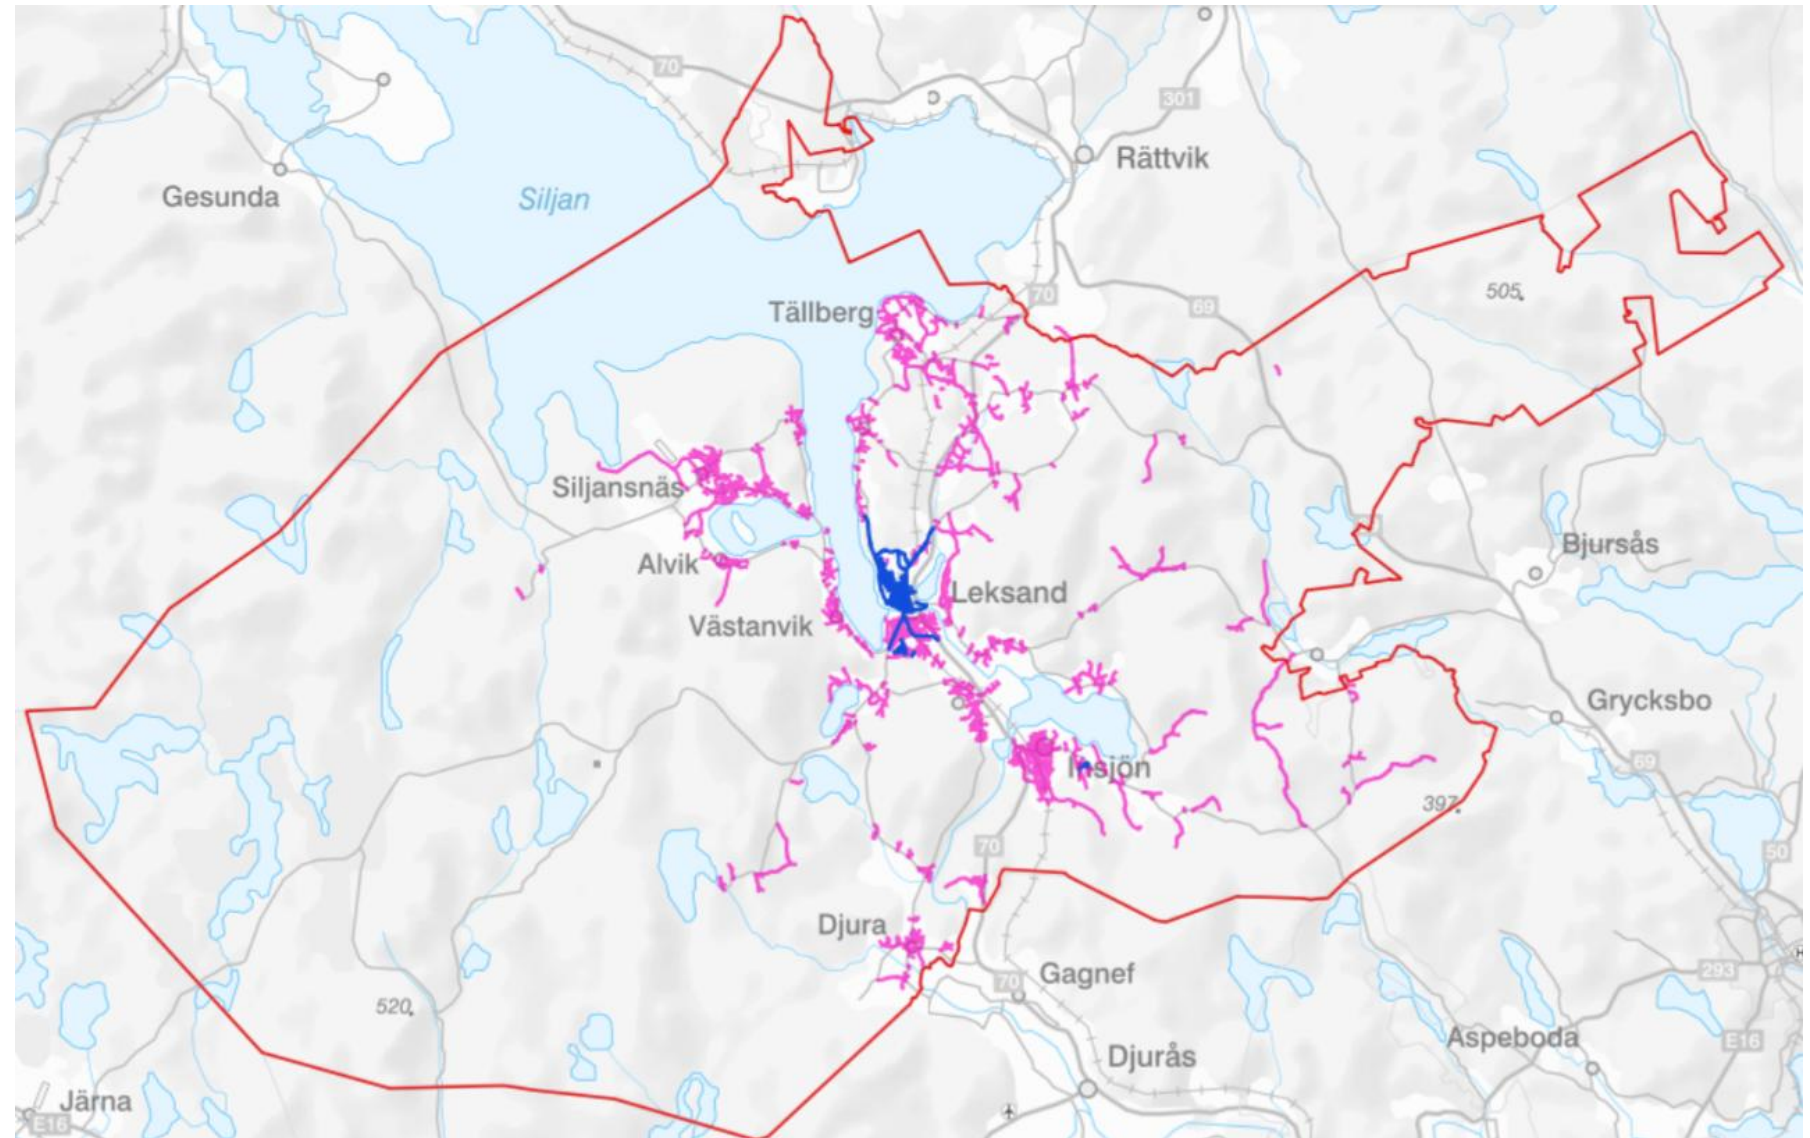 70
301
Rättvik
Gesunda
Siljan
70
505
69
Tällberg
Siljansnäs
Bjursås
Alvik
Leksand
Västanvik
Grycksbo
69
Insjön
397
70
50
Djura
Gagnef
70
293
520
Aspeboda
E16
Djurås
Järna
E16